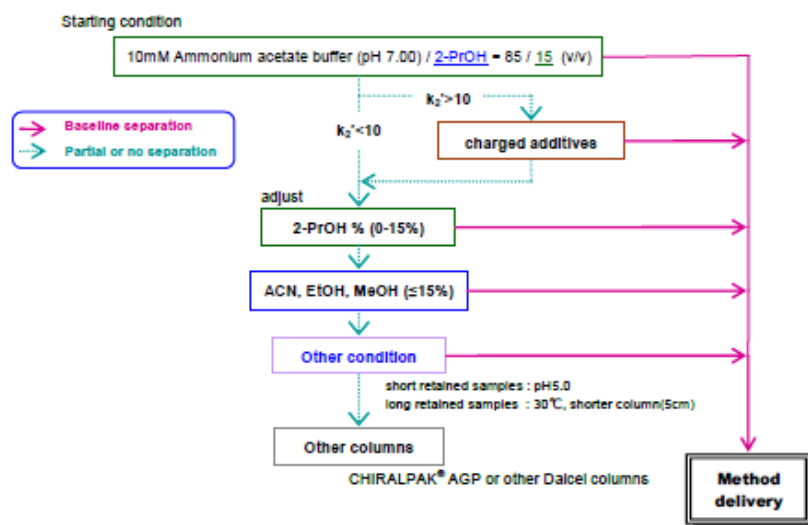 Starting condition
10mM Ammonium acetate buffer (pH 7.00) / 2-PrOH = 85 / 15 (v/v)
k₂'>10
k₂'<10
Baseline separation
Partial or no separation
charged additives
adjust
2-PrOH % (0-15%)
ACN, EtOH, MeOH (≤15%)
Other condition
short retained samples : pH5.0
long retained samples : 30℃, shorter column(5cm)
Other columns
CHIRALPAK® AGP or other Daicel columns
Method
delivery